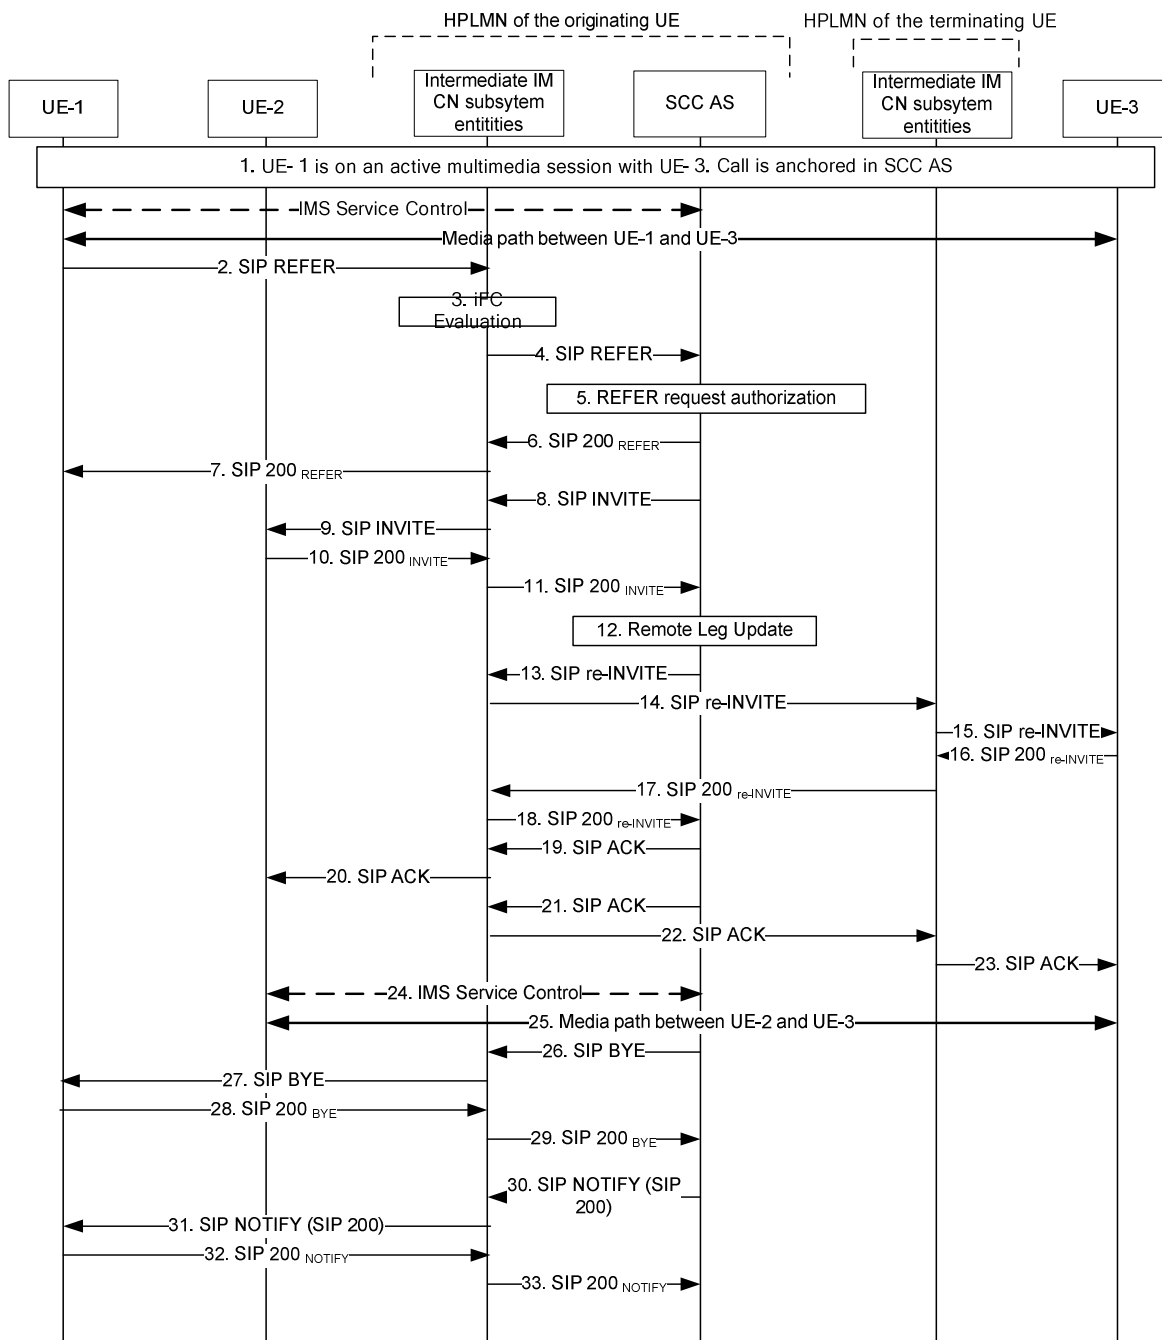 HPLMN of the originating UE
HPLMN of the terminating UE
UE-1
UE-2
Intermediate IM
CN subsytem
entitities
SCC AS
Intermediate IM
CN subsytem
entitities
UE-3
1. UE-1 is on an active multimedia session with UE-3. Call is anchored in SCC AS
IMS Service Control
Media path between UE-1 and UE-3
2. SIP REFER
3. iFC
Evaluation
4. SIP REFER
5. REFER request authorization
6. SIP 200 REFER
7. SIP 200 REFER
8. SIP INVITE
9. SIP INVITE
10. SIP 200 INVITE
11. SIP 200 INVITE
12. Remote Leg Update
13. SIP re-INVITE
14. SIP re-INVITE
15. SIP re-INVITE
16. SIP 200 re-INVITE
17. SIP 200 re-INVITE
18. SIP 200 re-INVITE
19. SIP ACK
20. SIP ACK
21. SIP ACK
22. SIP ACK
23. SIP ACK
24. IMS Service Control
25. Media path between UE-2 and UE-3
26. SIP BYE
27. SIP BYE
28. SIP 200 BYE
29. SIP 200 BYE
30. SIP NOTIFY (SIP
200)
31. SIP NOTIFY (SIP 200)
32. SIP 200 NOTIFY
33. SIP 200 NOTIFY